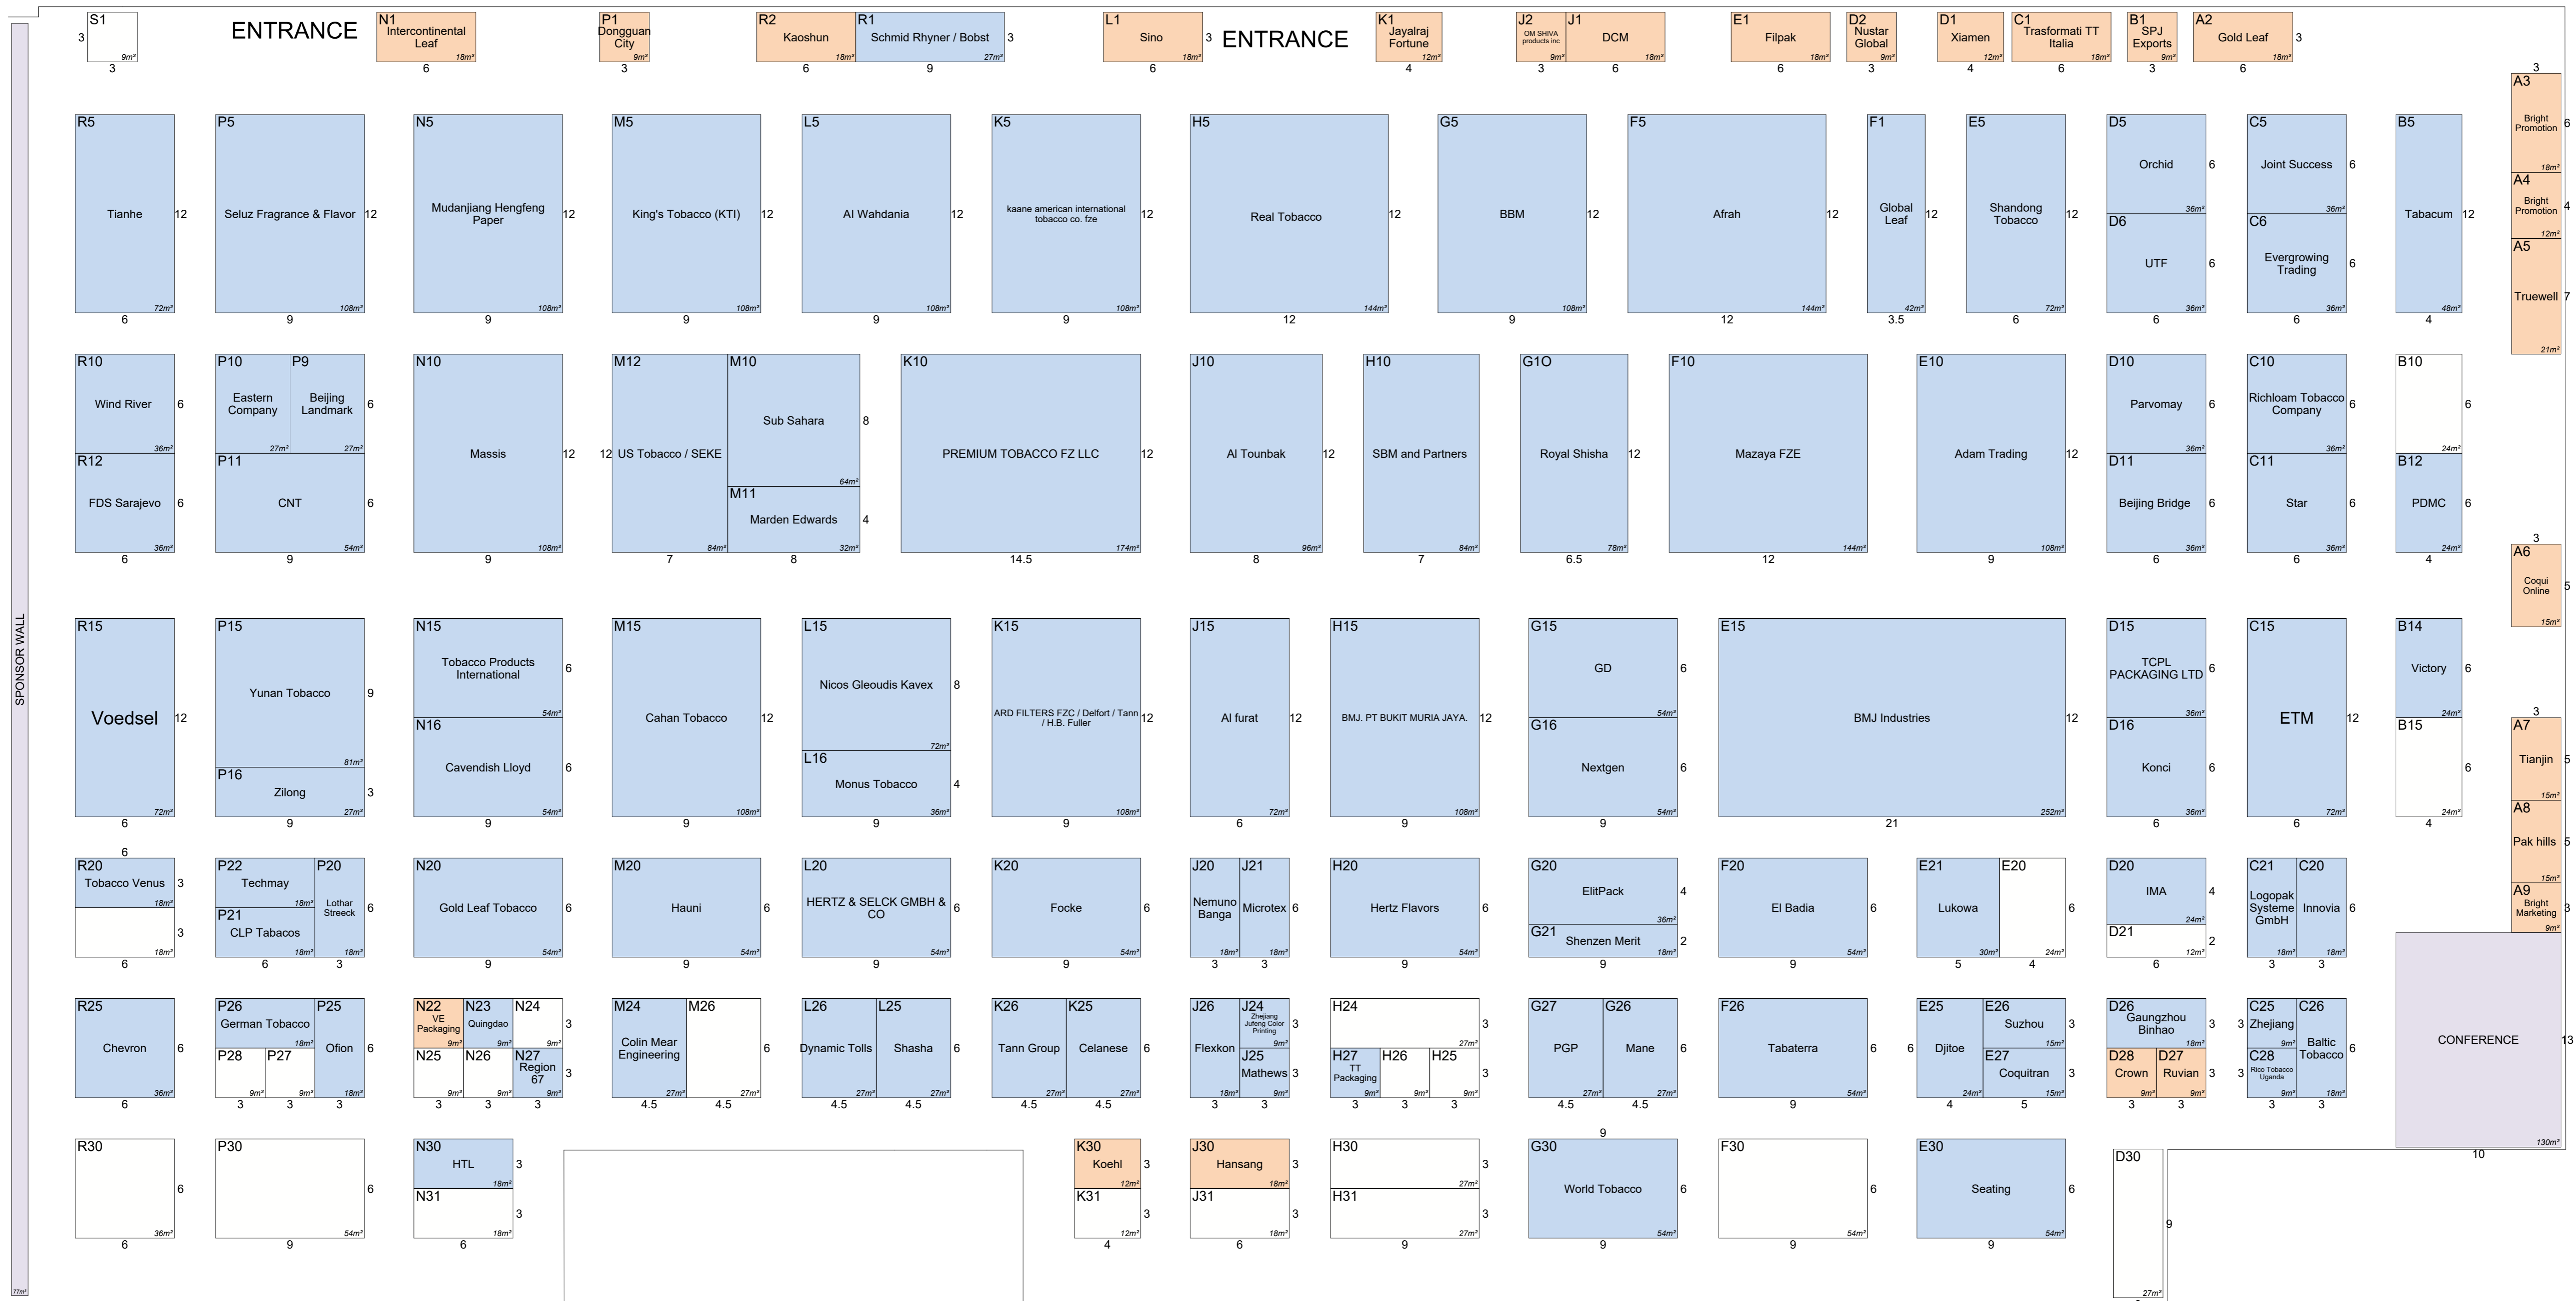 S1
3
9m²
3
ENTRANCE
N1
Intercontinental
Leaf
18m²
6
P1
Dongguan
City
9m²
3
R2
Kaoshun
18m²
6
R1
Schmid Rhyner / Bobst
27m²
3
9
L1
Sino
18m²
3
6
ENTRANCE
K1
Jayalraj
Fortune
12m²
4
J2
OM SHIVA
products inc
9m²
3
J1
DCM
18m²
6
E1
Filpak
18m²
6
D2
Nustar
Global
9m²
3
D1
Xiamen
12m²
4
C1
Trasformati TT
Italia
18m²
6
B1
SPJ
Exports
9m²
3
A2
Gold Leaf
18m²
3
6
3
A3
Bright
Promotion
18m²
6
A4
Bright
Promotion
12m²
4
A5
Truewell
21m²
7
SPONSOR WALL
77m²
R5
Tianhe
72m²
12
6
P5
Seluz Fragrance & Flavor
108m²
12
9
N5
Mudanjiang Hengfeng
Paper
108m²
12
9
M5
King's Tobacco (KTI)
108m²
12
9
L5
Al Wahdania
108m²
12
9
K5
kaane american international
tobacco co. fze
108m²
12
9
H5
Real Tobacco
144m²
12
12
G5
BBM
108m²
12
9
F5
Afrah
144m²
12
12
F1
Global
Leaf
42m²
12
3.5
E5
Shandong
Tobacco
72m²
12
6
D5
Orchid
36m²
6
D6
UTF
36m²
6
6
C5
Joint Success
36m²
6
C6
Evergrowing
Trading
36m²
6
6
B5
Tabacum
48m²
12
4
R10
Wind River
36m²
6
R12
FDS Sarajevo
36m²
6
6
P10
Eastern
Company
27m²
P9
Beijing
Landmark
27m²
6
P11
CNT
54m²
6
9
N10
Massis
108m²
12
9
M12
12
US Tobacco / SEKE
84m²
7
M10
Sub Sahara
64m²
8
M11
Marden Edwards
32m²
4
8
K10
PREMIUM TOBACCO FZ LLC
174m²
12
14.5
J10
Al Tounbak
96m²
12
8
H10
SBM and Partners
84m²
12
7
G1O
Royal Shisha
78m²
12
6.5
F10
Mazaya FZE
144m²
12
12
E10
Adam Trading
108m²
12
9
D10
Parvomay
36m²
6
D11
Beijing Bridge
36m²
6
6
C10
Richloam Tobacco
Company
36m²
6
C11
Star
36m²
6
6
B10
24m²
6
B12
PDMC
24m²
6
4
3
A6
Coqui
Online
15m²
5
R15
Voedsel
72m²
12
6
P15
Yunan Tobacco
81m²
9
P16
Zilong
27m²
3
9
N15
Tobacco Products
International
54m²
6
N16
Cavendish Lloyd
54m²
6
9
M15
Cahan Tobacco
108m²
12
9
L15
Nicos Gleoudis Kavex
72m²
8
L16
Monus Tobacco
36m²
4
9
K15
ARD FILTERS FZC / Delfort / Tann
/ H.B. Fuller
108m²
12
9
J15
Al furat
72m²
12
6
H15
BMJ. PT BUKIT MURIA JAYA.
108m²
12
9
G15
GD
54m²
6
G16
Nextgen
54m²
6
9
E15
BMJ Industries
252m²
12
21
D15
TCPL
PACKAGING LTD
36m²
6
D16
Konci
36m²
6
6
C15
ETM
72m²
12
6
B14
Victory
24m²
6
B15
24m²
6
4
3
A7
Tianjin
15m²
5
A8
Pak hills
15m²
5
A9
Bright
Marketing
9m²
3
6
R20
Tobacco Venus
18m²
3
18m²
3
6
P22
Techmay
18m²
P21
CLP Tabacos
18m²
6
P20
Lothar
Streeck
18m²
6
3
N20
Gold Leaf Tobacco
54m²
6
9
M20
Hauni
54m²
6
9
L20
HERTZ & SELCK GMBH &
CO
54m²
6
9
K20
Focke
54m²
6
9
J20
Nemuno
Banga
18m²
3
J21
Microtex
18m²
6
3
H20
Hertz Flavors
54m²
6
9
G20
ElitPack
36m²
4
G21
Shenzen Merit
18m²
2
9
F20
El Badia
54m²
6
9
E21
Lukowa
30m²
5
E20
24m²
6
4
D20
IMA
24m²
4
D21
12m²
2
6
C21
Logopak
Systeme
GmbH
18m²
3
C20
Innovia
18m²
6
3
CONFERENCE
130m²
13
10
R25
Chevron
36m²
6
6
P26
German Tobacco
18m²
P28
9m²
3
P27
9m²
3
P25
Ofion
18m²
6
3
N22
VE
Packaging
9m²
N23
Quingdao
9m²
N24
9m²
3
N25
9m²
3
N26
9m²
3
N27
Region
67
9m²
3
3
M24
Colin Mear
Engineering
27m²
4.5
M26
27m²
6
4.5
L26
Dynamic Tolls
27m²
4.5
L25
Shasha
27m²
6
4.5
K26
Tann Group
27m²
4.5
K25
Celanese
27m²
6
4.5
J26
Flexkon
18m²
3
J24
Zhejiang
Jufeng Color
Printing
9m²
3
J25
Mathews
9m²
3
3
H24
27m²
3
H27
TT
Packaging
9m²
3
H26
9m²
3
H25
9m²
3
3
G27
PGP
27m²
4.5
G26
Mane
27m²
6
4.5
F26
Tabaterra
54m²
6
9
6
E25
Djitoe
24m²
4
E26
Suzhou
15m²
3
E27
Coquitran
15m²
3
5
D26
Gaungzhou
Binhao
18m²
3
D28
Crown
9m²
3
D27
Ruvian
9m²
3
3
3
C25
Zhejiang
9m²
3
C28
Rico Tobacco
Uganda
9m²
3
C26
Baltic
Tobacco
18m²
6
3
R30
36m²
6
6
P30
54m²
6
9
N30
HTL
18m²
3
N31
18m²
3
6
K30
Koehl
12m²
3
K31
12m²
3
4
J30
Hansang
18m²
3
J31
18m²
3
6
H30
27m²
3
H31
27m²
3
9
9
G30
World Tobacco
54m²
6
9
F30
54m²
6
9
E30
Seating
54m²
6
9
D30
27m²
9